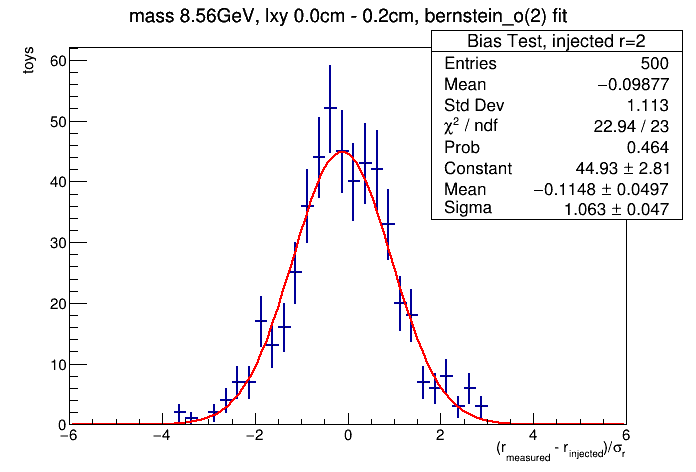 mass 8.56GeV, lxy 0.0cm - 0.2cm, bernstein_o(2) fit
Bias Test, injected r=2
Entries 500
Mean −0.09877
Std Dev 1.113
χ² / ndf 22.94 / 23
Prob 0.464
Constant 44.93 ± 2.81
Mean −0.1148 ± 0.0497
Sigma 1.063 ± 0.047
toys
60
50
40
30
20
10
0
−6 −4 −2 0 2 4 6
(r_measured - r_injected)/σ_r